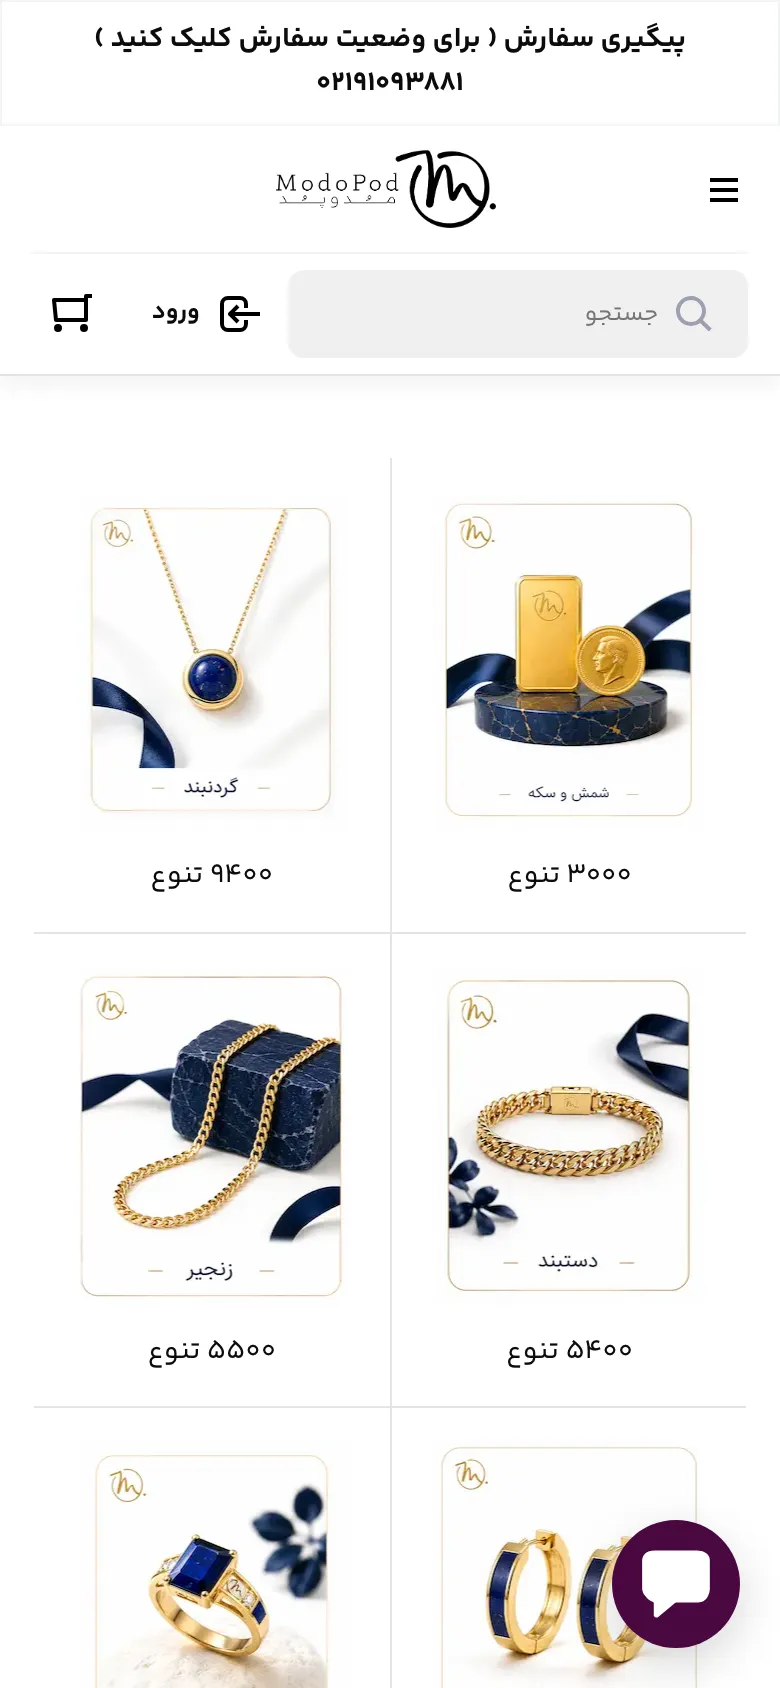 پیگیری سفارش ( برای وضعیت سفارش کلیک کنید )
۰۲۱۹۱۰۹۳۸۸۱
ModoPod
مُدوپُد
جستجو
ورود
شمش و سکه
گردنبند
۳۰۰۰ تنوع
۹۴۰۰ تنوع
دستبند
زنجیر
۵۴۰۰ تنوع
۵۵۰۰ تنوع